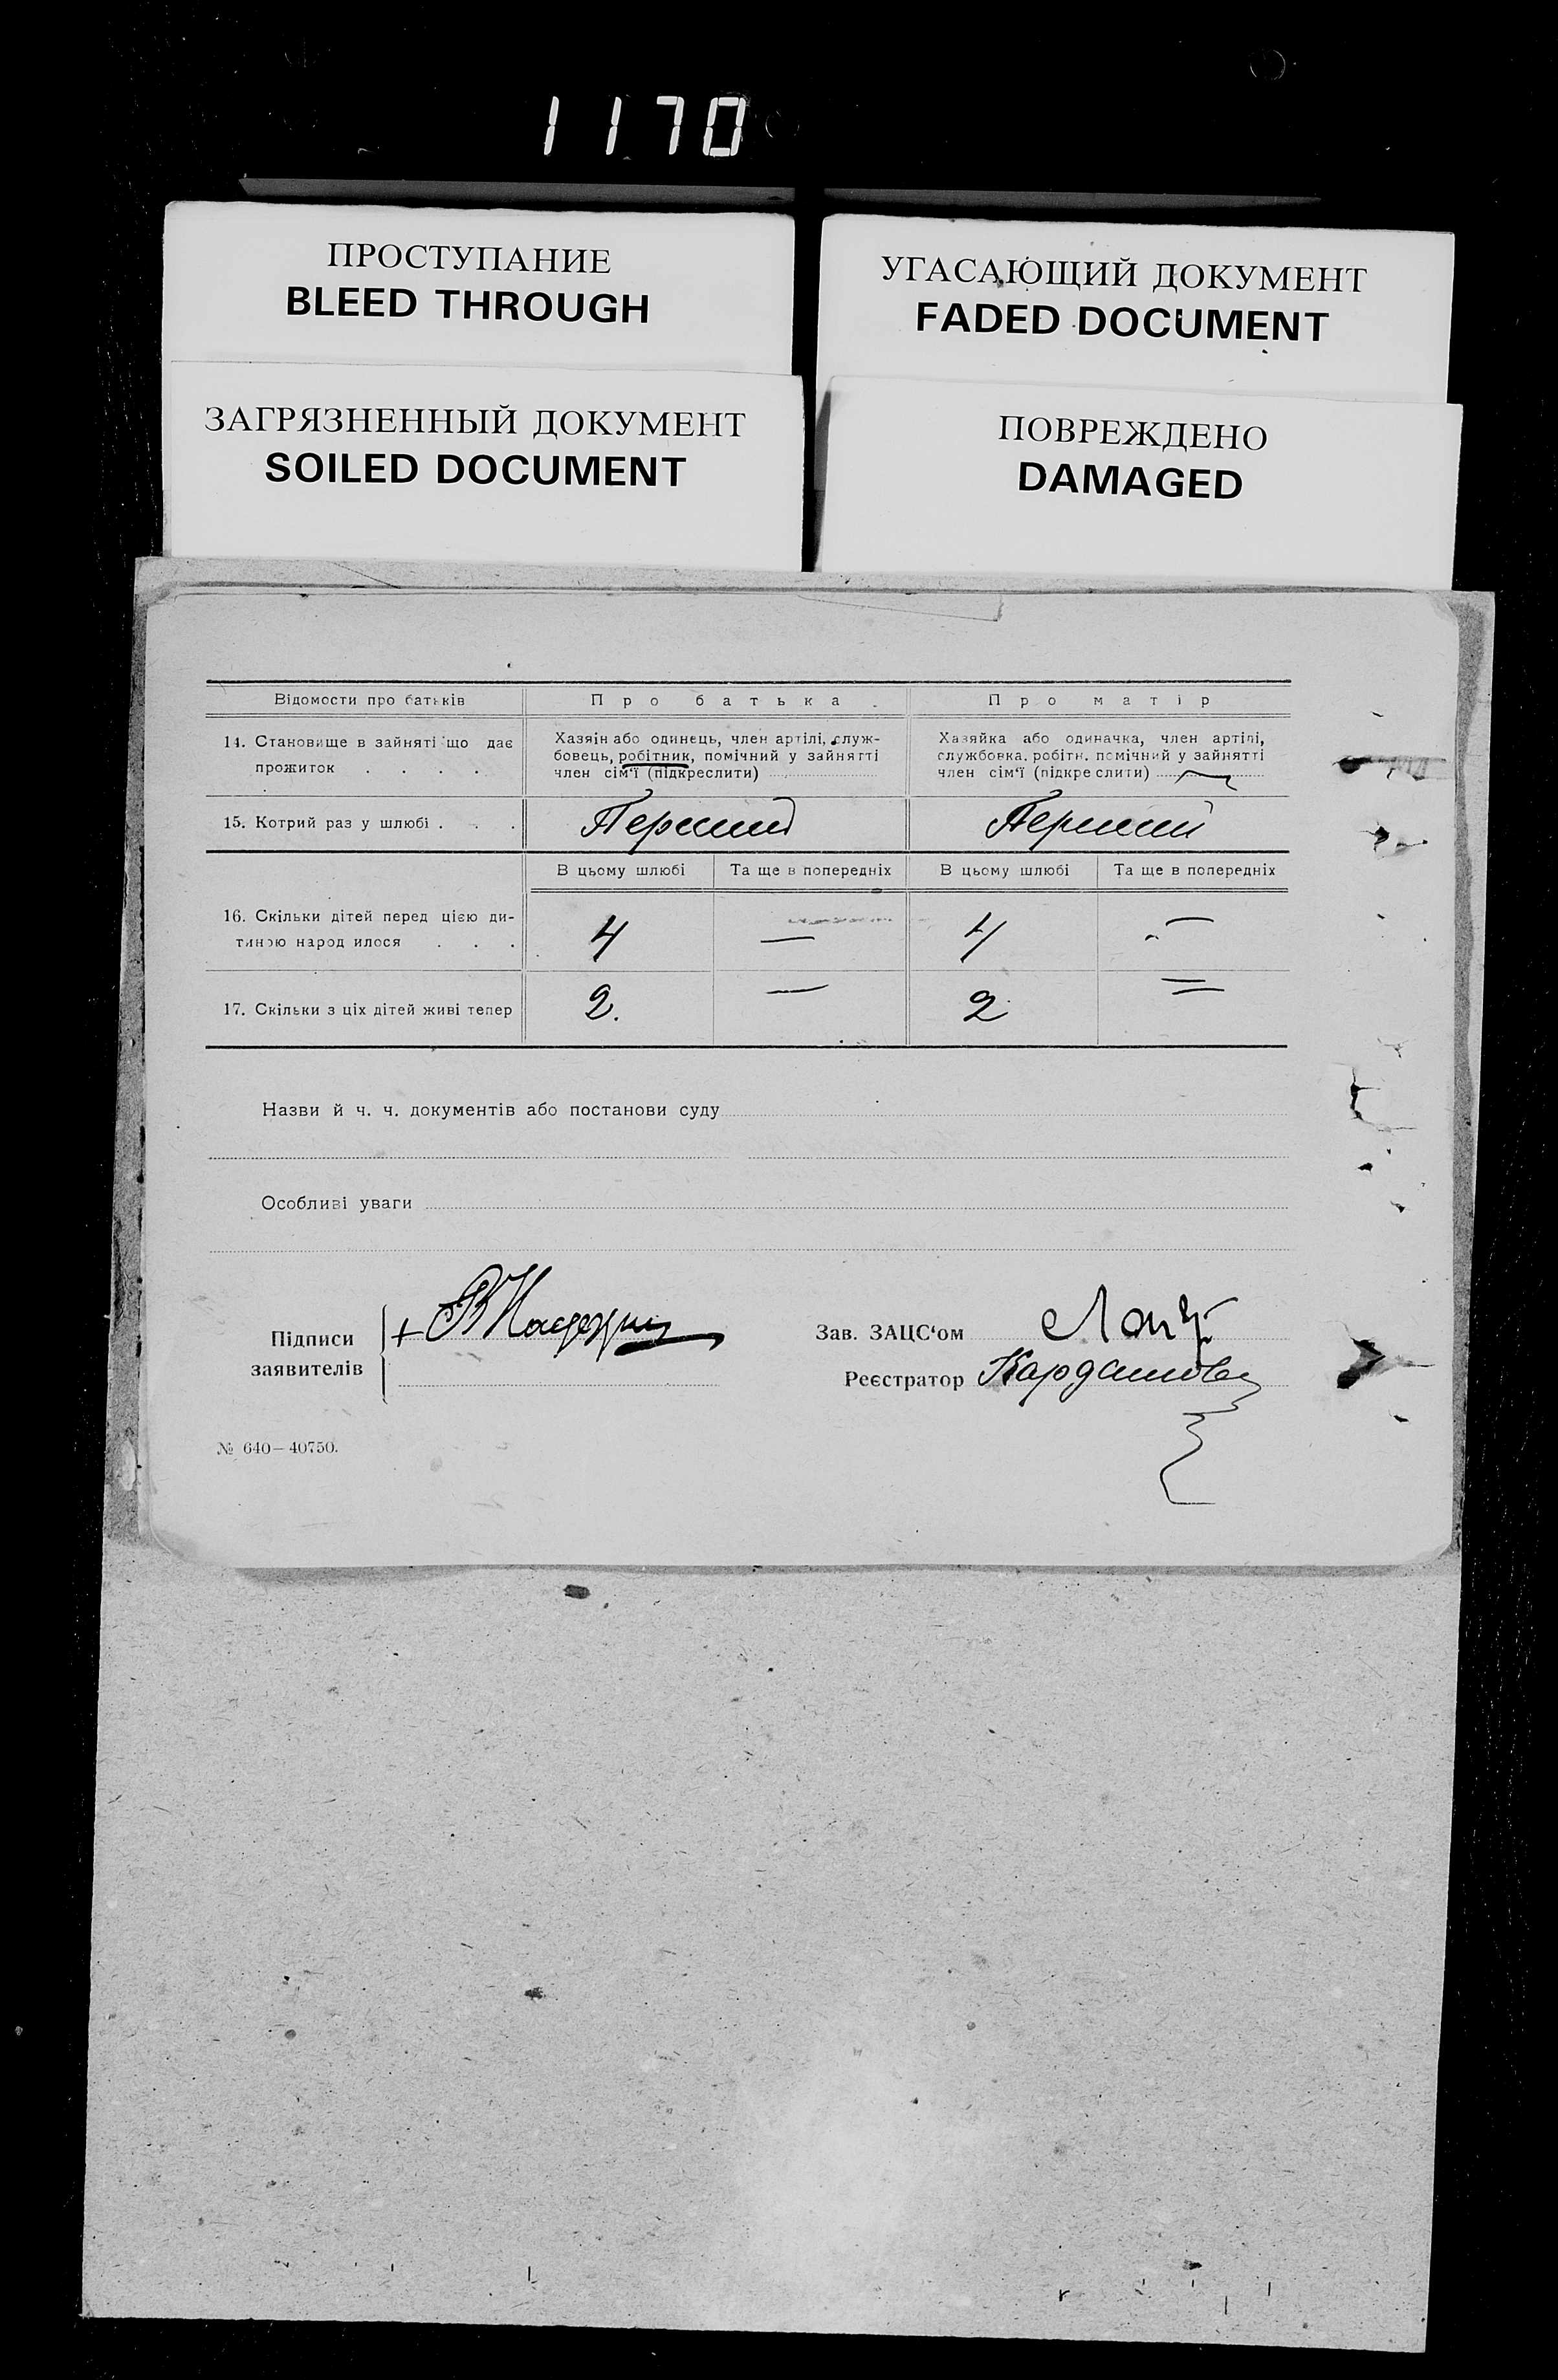 1170
ПРОСТУПАНИЕ
BLEED THROUGH
УГАСАЮЩИЙ ДОКУМЕНТ
FADED DOCUMENT
ЗАГРЯЗНЕННЫЙ ДОКУМЕНТ
SOILED DOCUMENT
ПОВРЕЖДЕНО
DAMAGED
Відомости про батьків
Про батька
Про матір
14. Становище в зайняті що дає
прожиток . . . .
Хазяін або одинець, член артілі, служ-
бовець, робітник, помічний у зайнятті
член сім‘ї (підкреслити)
Хазяйка або одиначка, член артілі,
службовка, робітн. помічний у зайнятті
член сім‘ї (підкреслити)
15. Котрий раз у шлюбі . . .
Перший
Перший
В цьому шлюбі
Та ще в попередніх
В цьому шлюбі
Та ще в попередніх
16. Скільки дітей перед цією ди-
тиною народилося . . .
4
—
4
—
17. Скільки з ціх дітей живі тепер
2.
—
2
=
Назви й ч. ч. документів або постанови суду
Особливі уваги
Підписи
заявителів
+
Зав. ЗАЦС‘ом
Реєстратор
№ 640—40750.